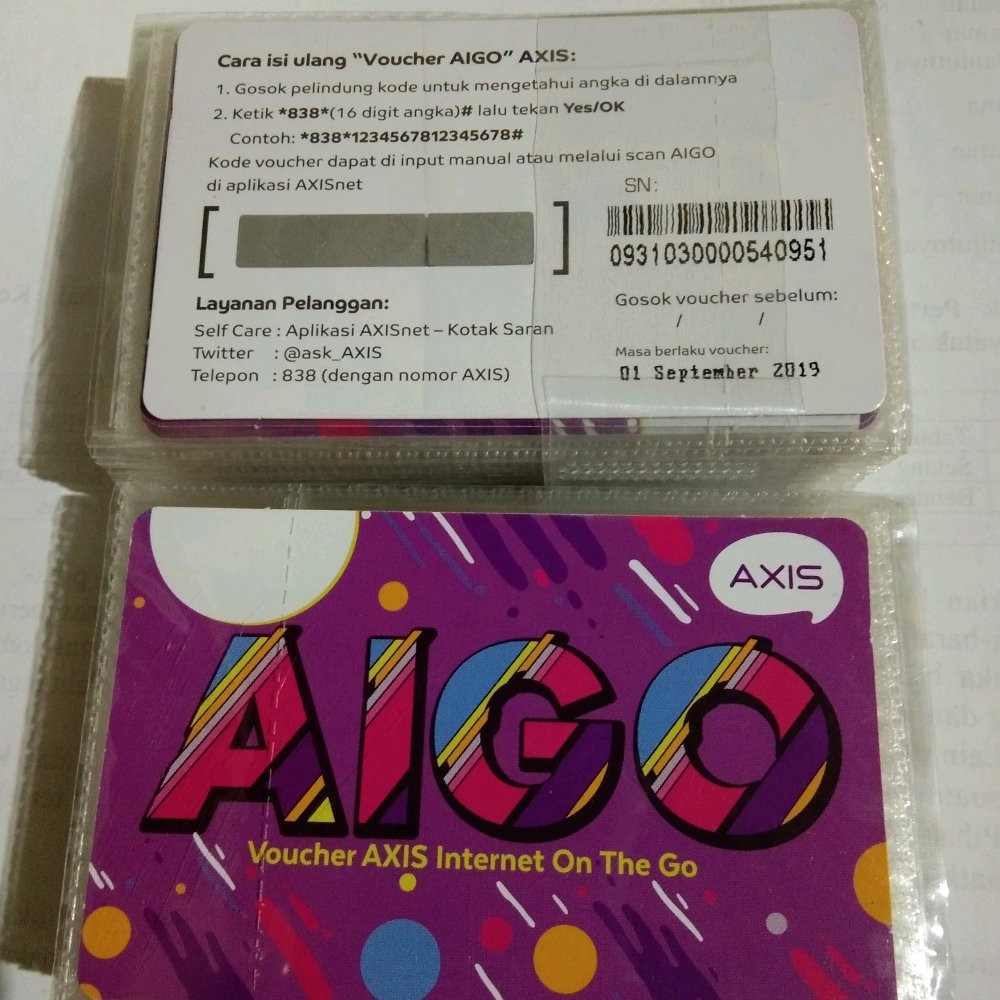 Cara isi ulang "Voucher AIGO" AXIS:
1. Gosok pelindung kode untuk mengetahui angka di dalamnya
2. Ketik *838*(16 digit angka)# lalu tekan Yes/OK
Contoh: *838*1234567812345678#
Kode voucher dapat di input manual atau melalui scan AIGO
di aplikasi AXISnet
SN:
0931030000540951
Layanan Pelanggan:
Self Care : Aplikasi AXISnet – Kotak Saran
Twitter : @ask_AXIS
Telepon : 838 (dengan nomor AXIS)
Gosok voucher sebelum:
/ /
Masa berlaku voucher:
01 September 2019
AXIS
AIGO
Voucher AXIS Internet On The Go